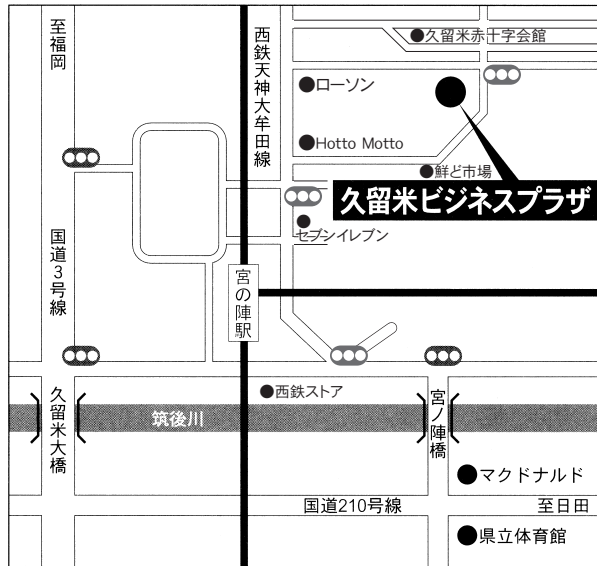 至福岡
西鉄天神大牟田線
久留米赤十字会館
ローソン
Hotto Motto
鮮ど市場
久留米ビジネスプラザ
セブンイレブン
国道3号線
宮の陣駅
西鉄ストア
久留米大橋
筑後川
宮ノ陣橋
マクドナルド
国道210号線
至日田
県立体育館